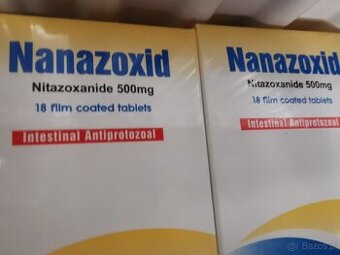 Nanazoxid
Nitazoxanide 500mg
18 film coated tablets
Intestinal Antiprotozoal
Nanazoxid
Nitazoxanide 500mg
18 film coated tablets
Intestinal Antiprotozoal